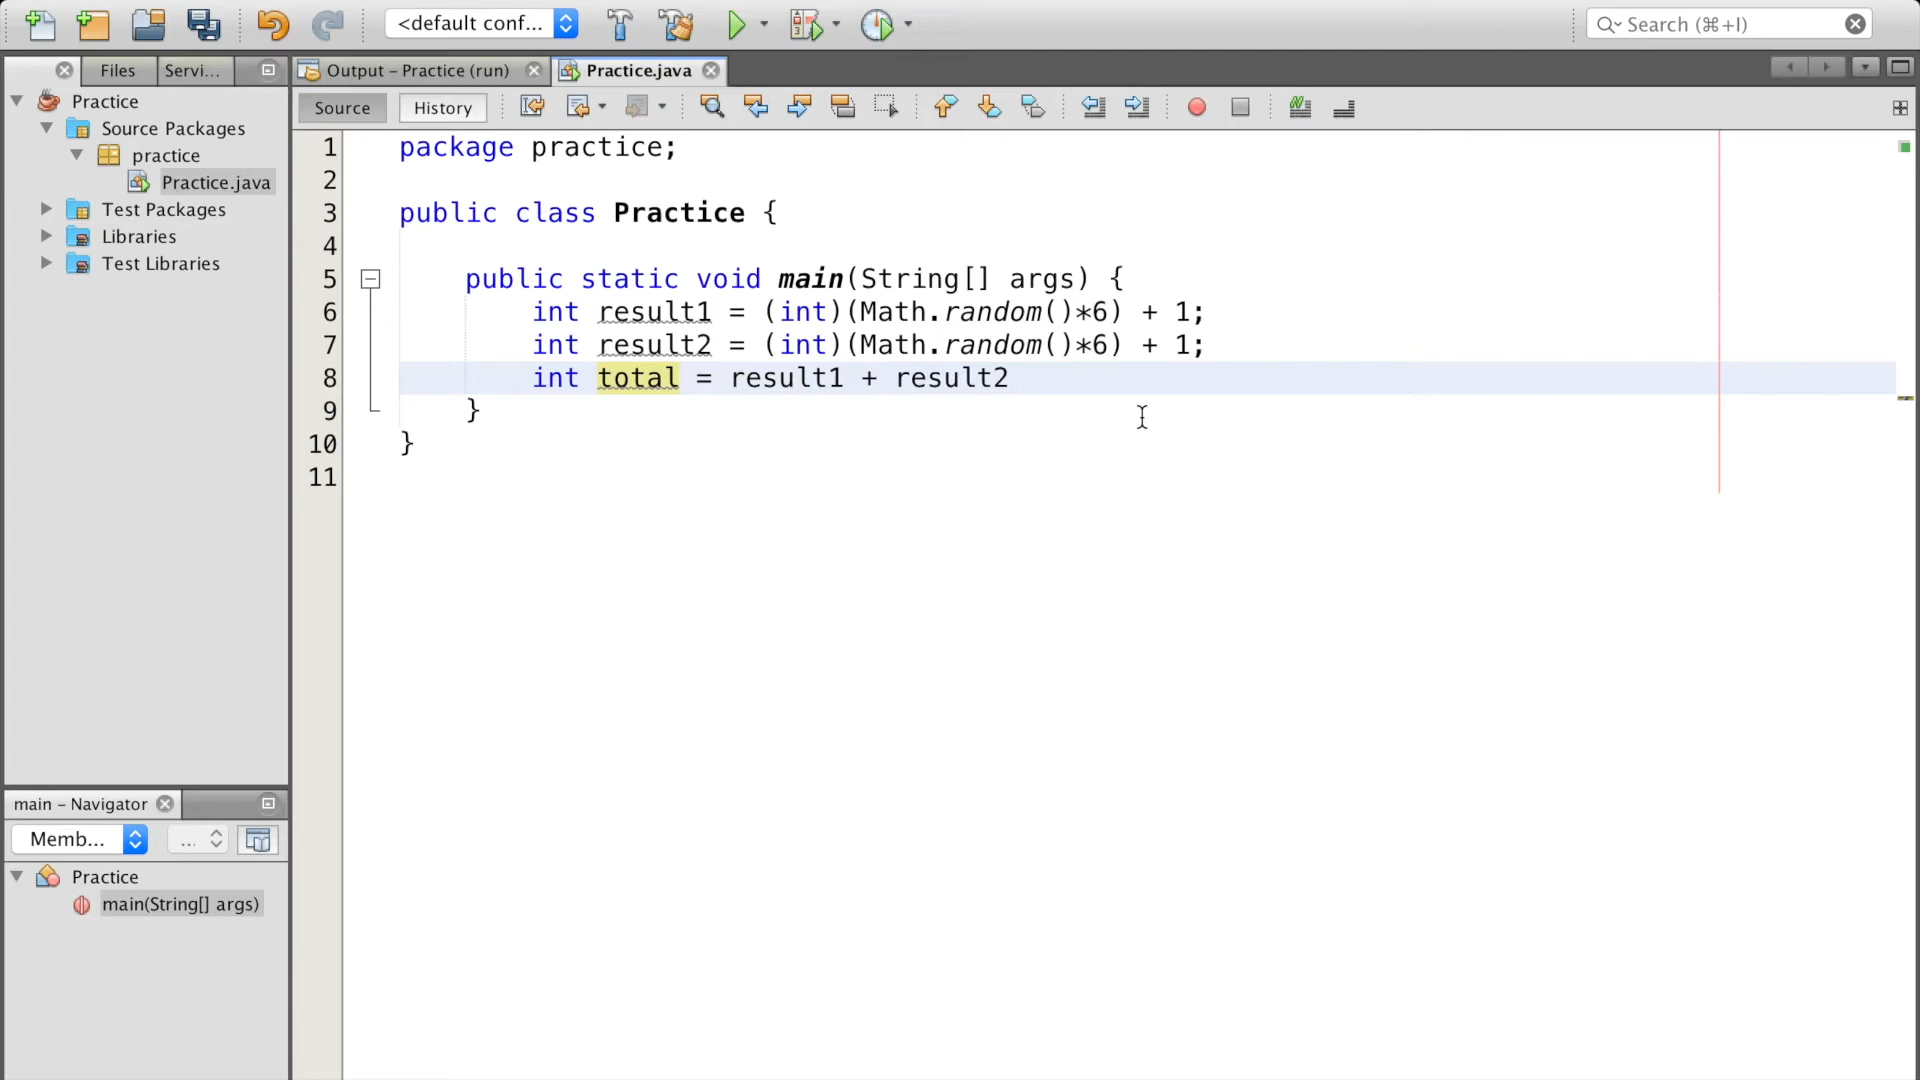 <default conf...
Search (⌘+I)
Files
Servi...
Output – Practice (run)
Practice.java
Source
History
Practice
Source Packages
practice
Practice.java
Test Packages
Libraries
Test Libraries
1 package practice;
2
3 public class Practice {
4
5 public static void main(String[] args) {
6 int result1 = (int)(Math.random()*6) + 1;
7 int result2 = (int)(Math.random()*6) + 1;
8 int total = result1 + result2
9 }
10 }
11
main – Navigator
Memb...
...
Practice
main(String[] args)